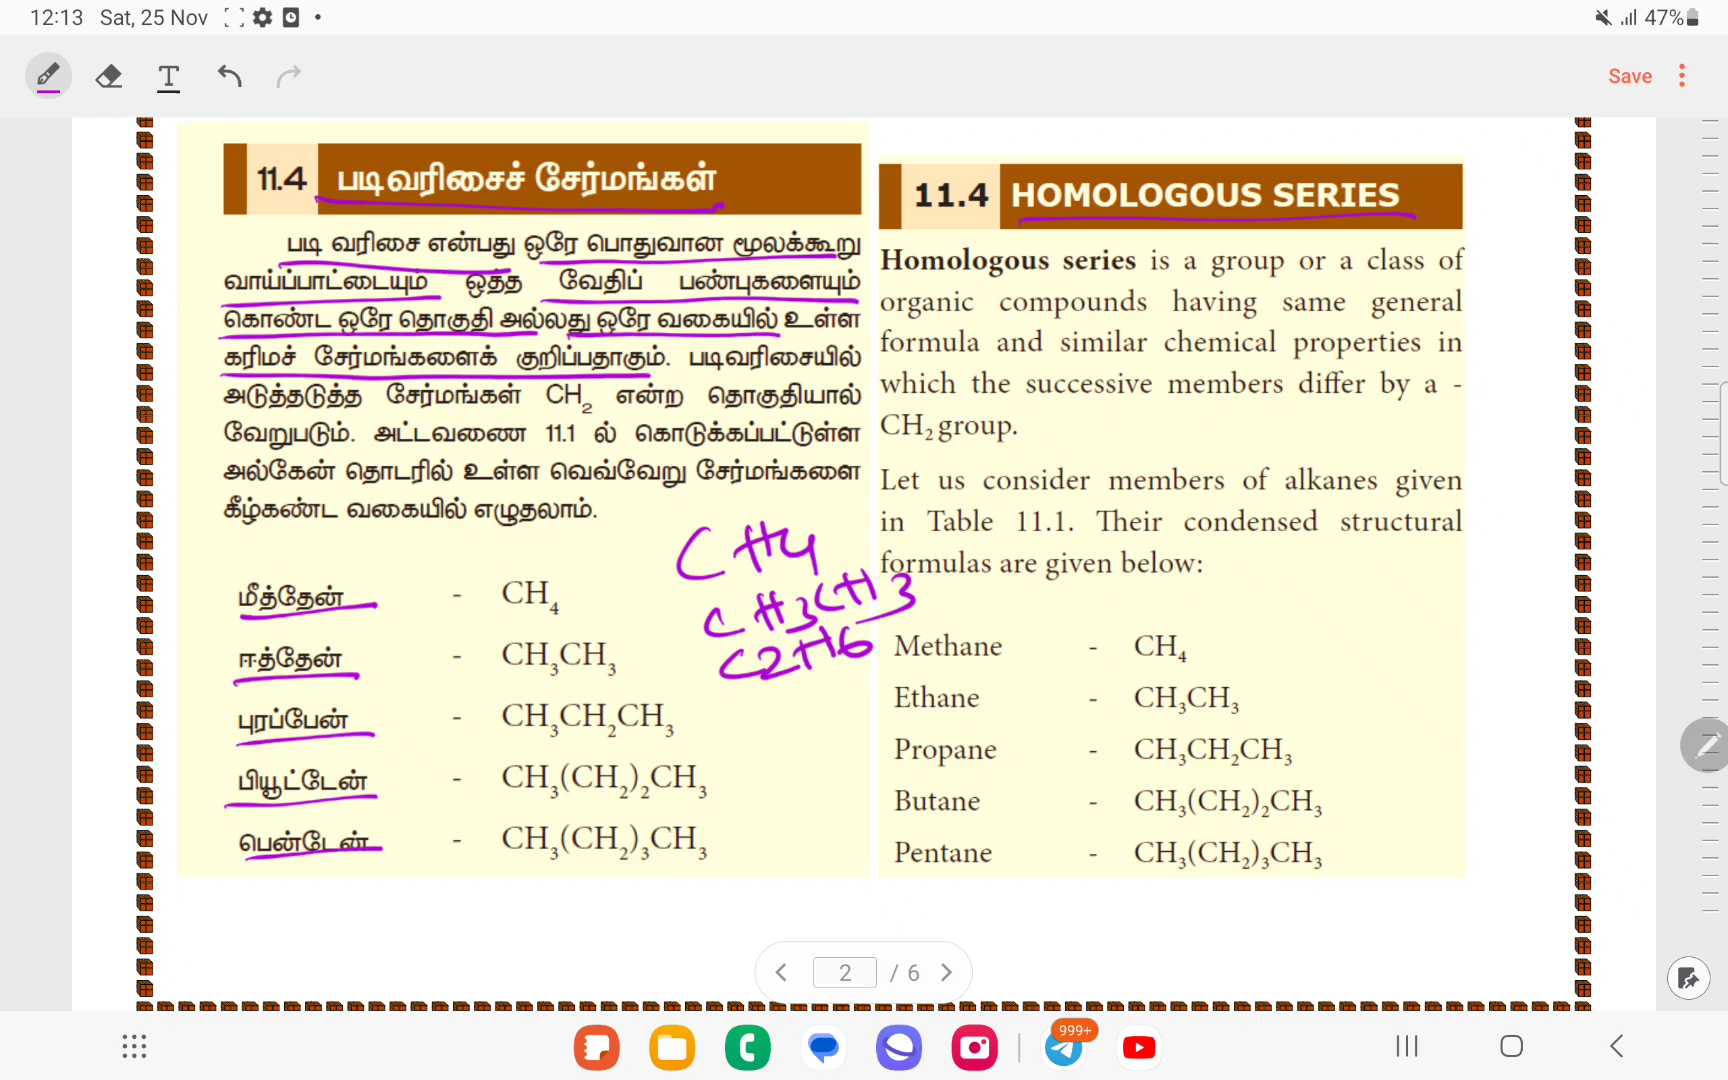 12:13 Sat, 25 Nov
47%
Save
11.4 படிவரிசைச் சேர்மங்கள்
படி வரிசை என்பது ஒரே பொதுவான மூலக்கூறு
வாய்ப்பாட்டையும் ஒத்த வேதிப் பண்புகளையும்
கொண்ட ஒரே தொகுதி அல்லது ஒரே வகையில் உள்ள
கரிமச் சேர்மங்களைக் குறிப்பதாகும். படிவரிசையில்
அடுத்தடுத்த சேர்மங்கள் CH₂ என்ற தொகுதியால்
வேறுபடும். அட்டவணை 11.1 ல் கொடுக்கப்பட்டுள்ள
அல்கேன் தொடரில் உள்ள வெவ்வேறு சேர்மங்களை
கீழ்கண்ட வகையில் எழுதலாம்.
CH4
CH3CH3
C2H6
மீத்தேன் - CH₄
ஈத்தேன் - CH₃CH₃
புரப்பேன் - CH₃CH₂CH₃
பியூட்டேன் - CH₃(CH₂)₂CH₃
பென்டேன் - CH₃(CH₂)₃CH₃
11.4 HOMOLOGOUS SERIES
Homologous series is a group or a class of
organic compounds having same general
formula and similar chemical properties in
which the successive members differ by a -
CH₂ group.
Let us consider members of alkanes given
in Table 11.1. Their condensed structural
formulas are given below:
Methane - CH₄
Ethane - CH₃CH₃
Propane - CH₃CH₂CH₃
Butane - CH₃(CH₂)₂CH₃
Pentane - CH₃(CH₂)₃CH₃
2 / 6
999+